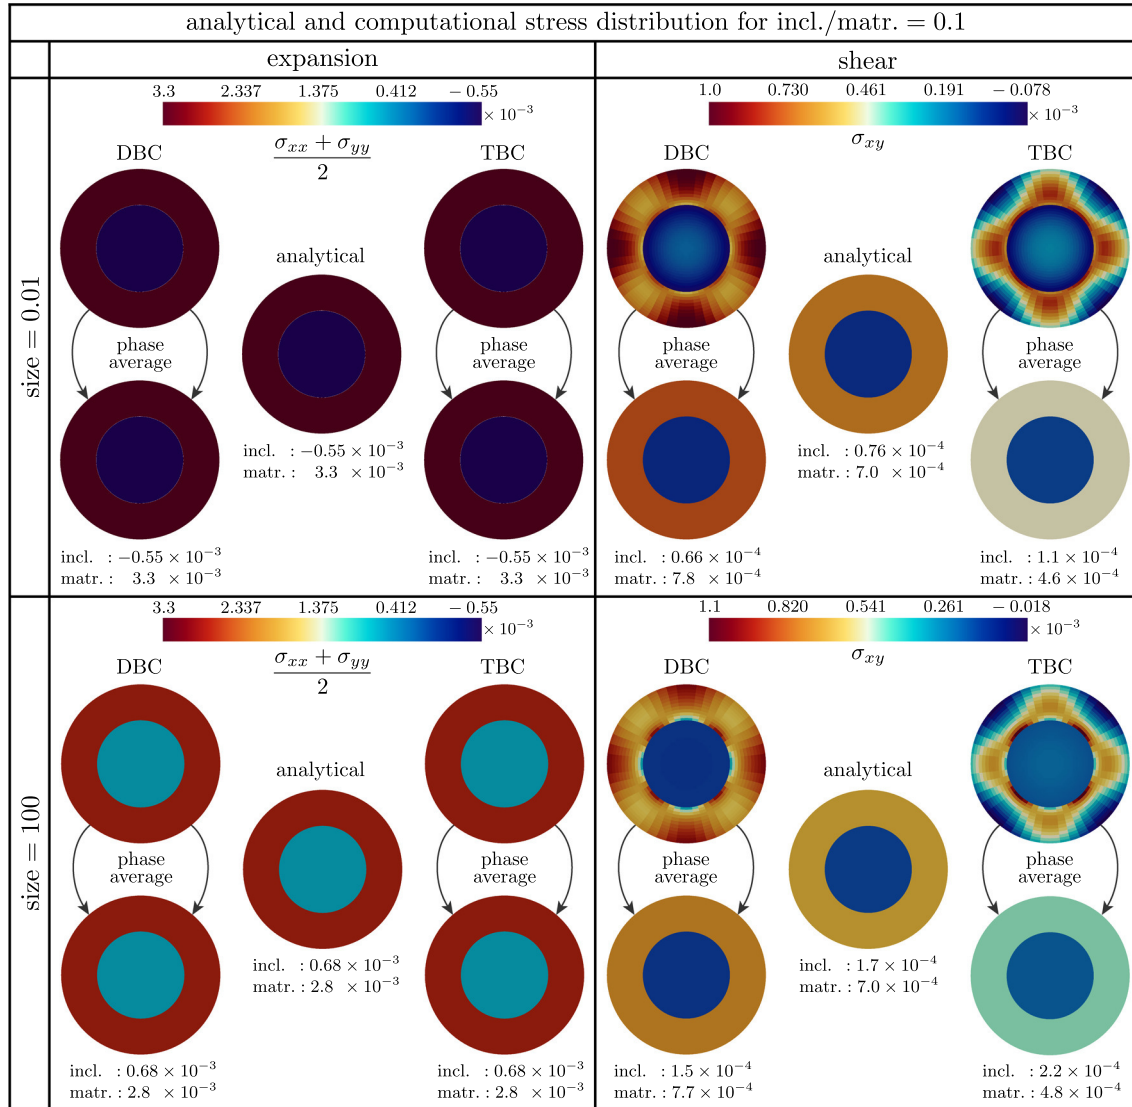 analytical and computational stress distribution for incl./matr. = 0.1
expansion
shear
size = 0.01
3.3 2.337 1.375 0.412 − 0.55
× 10⁻³
σxx + σyy
2
DBC
TBC
analytical
phase
average
phase
average
incl. : −0.55 × 10⁻³
matr. : 3.3 × 10⁻³
incl. : −0.55 × 10⁻³
matr. : 3.3 × 10⁻³
incl. : −0.55 × 10⁻³
matr. : 3.3 × 10⁻³
1.0 0.730 0.461 0.191 − 0.078
× 10⁻³
σxy
DBC
TBC
analytical
phase
average
phase
average
incl. : 0.76 × 10⁻⁴
matr. : 7.0 × 10⁻⁴
incl. : 0.66 × 10⁻⁴
matr. : 7.8 × 10⁻⁴
incl. : 1.1 × 10⁻⁴
matr. : 4.6 × 10⁻⁴
size = 100
3.3 2.337 1.375 0.412 − 0.55
× 10⁻³
σxx + σyy
2
DBC
TBC
analytical
phase
average
phase
average
incl. : 0.68 × 10⁻³
matr. : 2.8 × 10⁻³
incl. : 0.68 × 10⁻³
matr. : 2.8 × 10⁻³
incl. : 0.68 × 10⁻³
matr. : 2.8 × 10⁻³
1.1 0.820 0.541 0.261 − 0.018
× 10⁻³
σxy
DBC
TBC
analytical
phase
average
phase
average
incl. : 1.7 × 10⁻⁴
matr. : 7.0 × 10⁻⁴
incl. : 1.5 × 10⁻⁴
matr. : 7.7 × 10⁻⁴
incl. : 2.2 × 10⁻⁴
matr. : 4.8 × 10⁻⁴